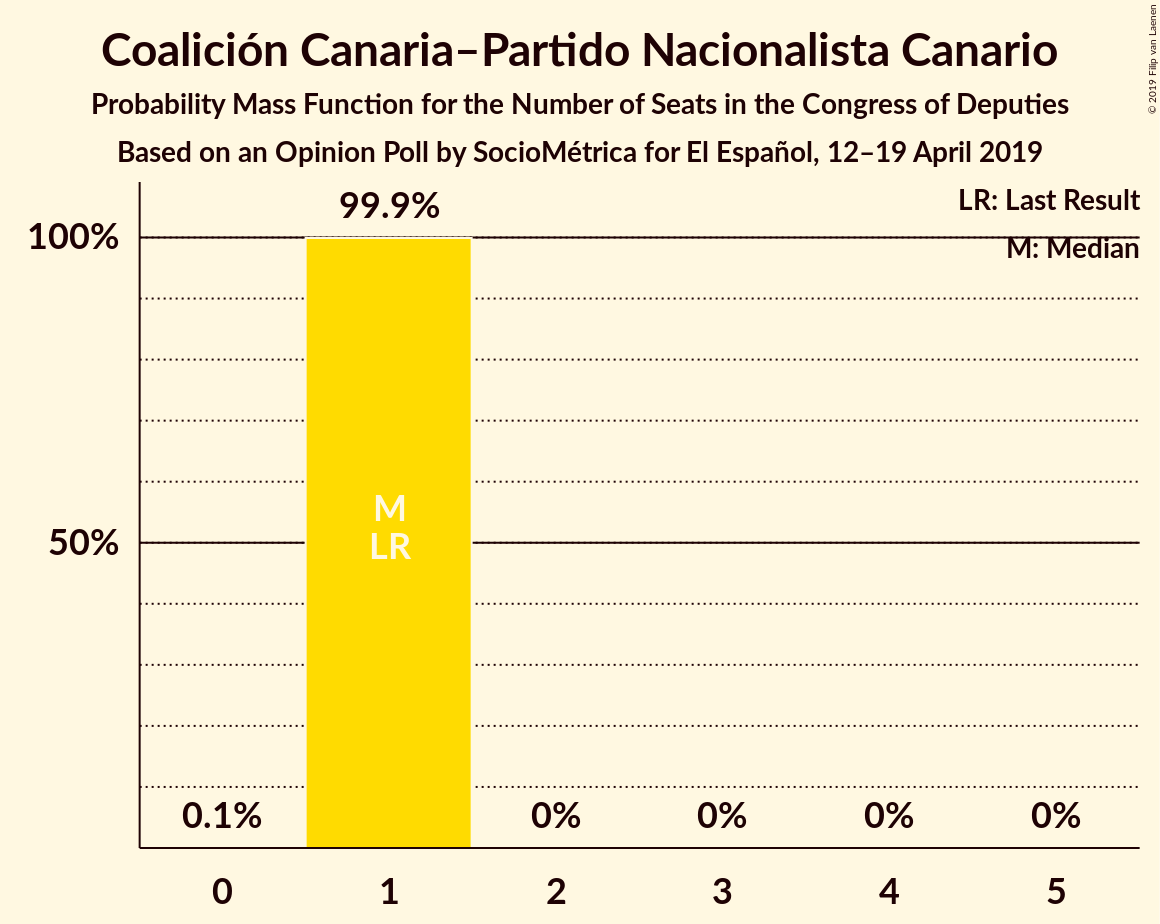 Coalición Canaria–Partido Nacionalista Canario
Probability Mass Function for the Number of Seats in the Congress of Deputies
Based on an Opinion Poll by SocioMétrica for El Español, 12–19 April 2019
© 2019 Filip van Laenen
LR: Last Result
M: Median
99.9%
100%
50%
M
LR
0.1% 0% 0% 0% 0%
0 1 2 3 4 5